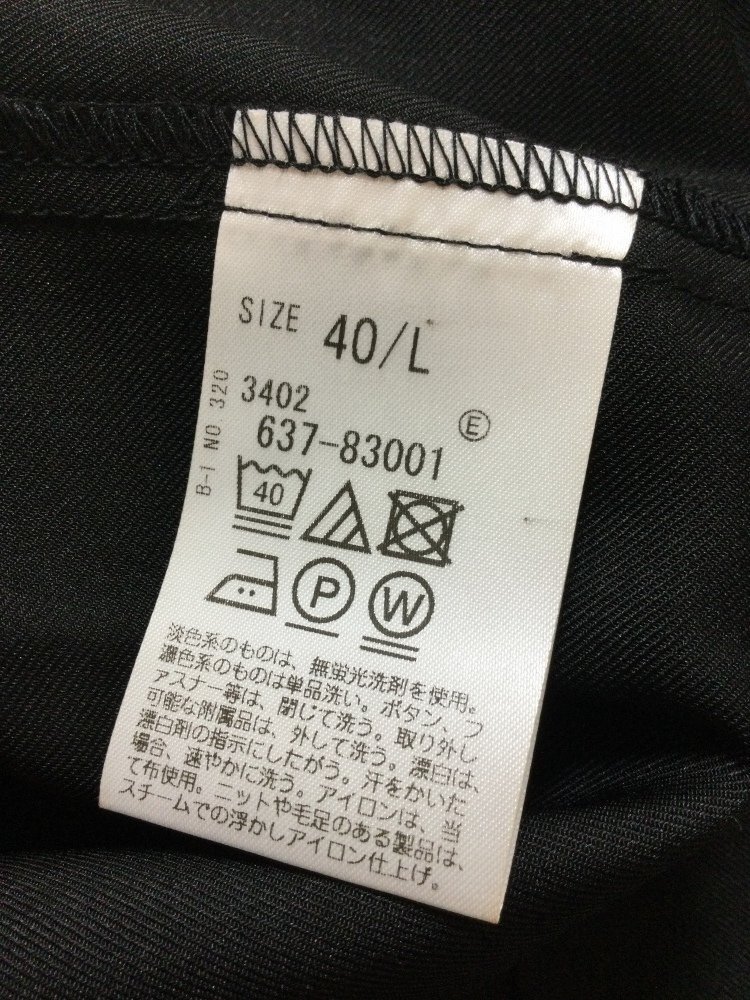 SIZE 40/L
3402
637-83001
E
B-1 NO 320
40
P
W
淡色系のものは、無蛍光洗剤を使用。
濃色系のものは単品洗い。ボタン、フ
ァスナー等は、閉じて洗う。取り外し
可能な附属品は、外して洗う。漂白は、
漂白剤の指示にしたがう。汗をかいた
場合、速やかに洗う。アイロンは、当
て布使用。ニットや毛足のある製品は、
スチームでの浮かしアイロン仕上げ。